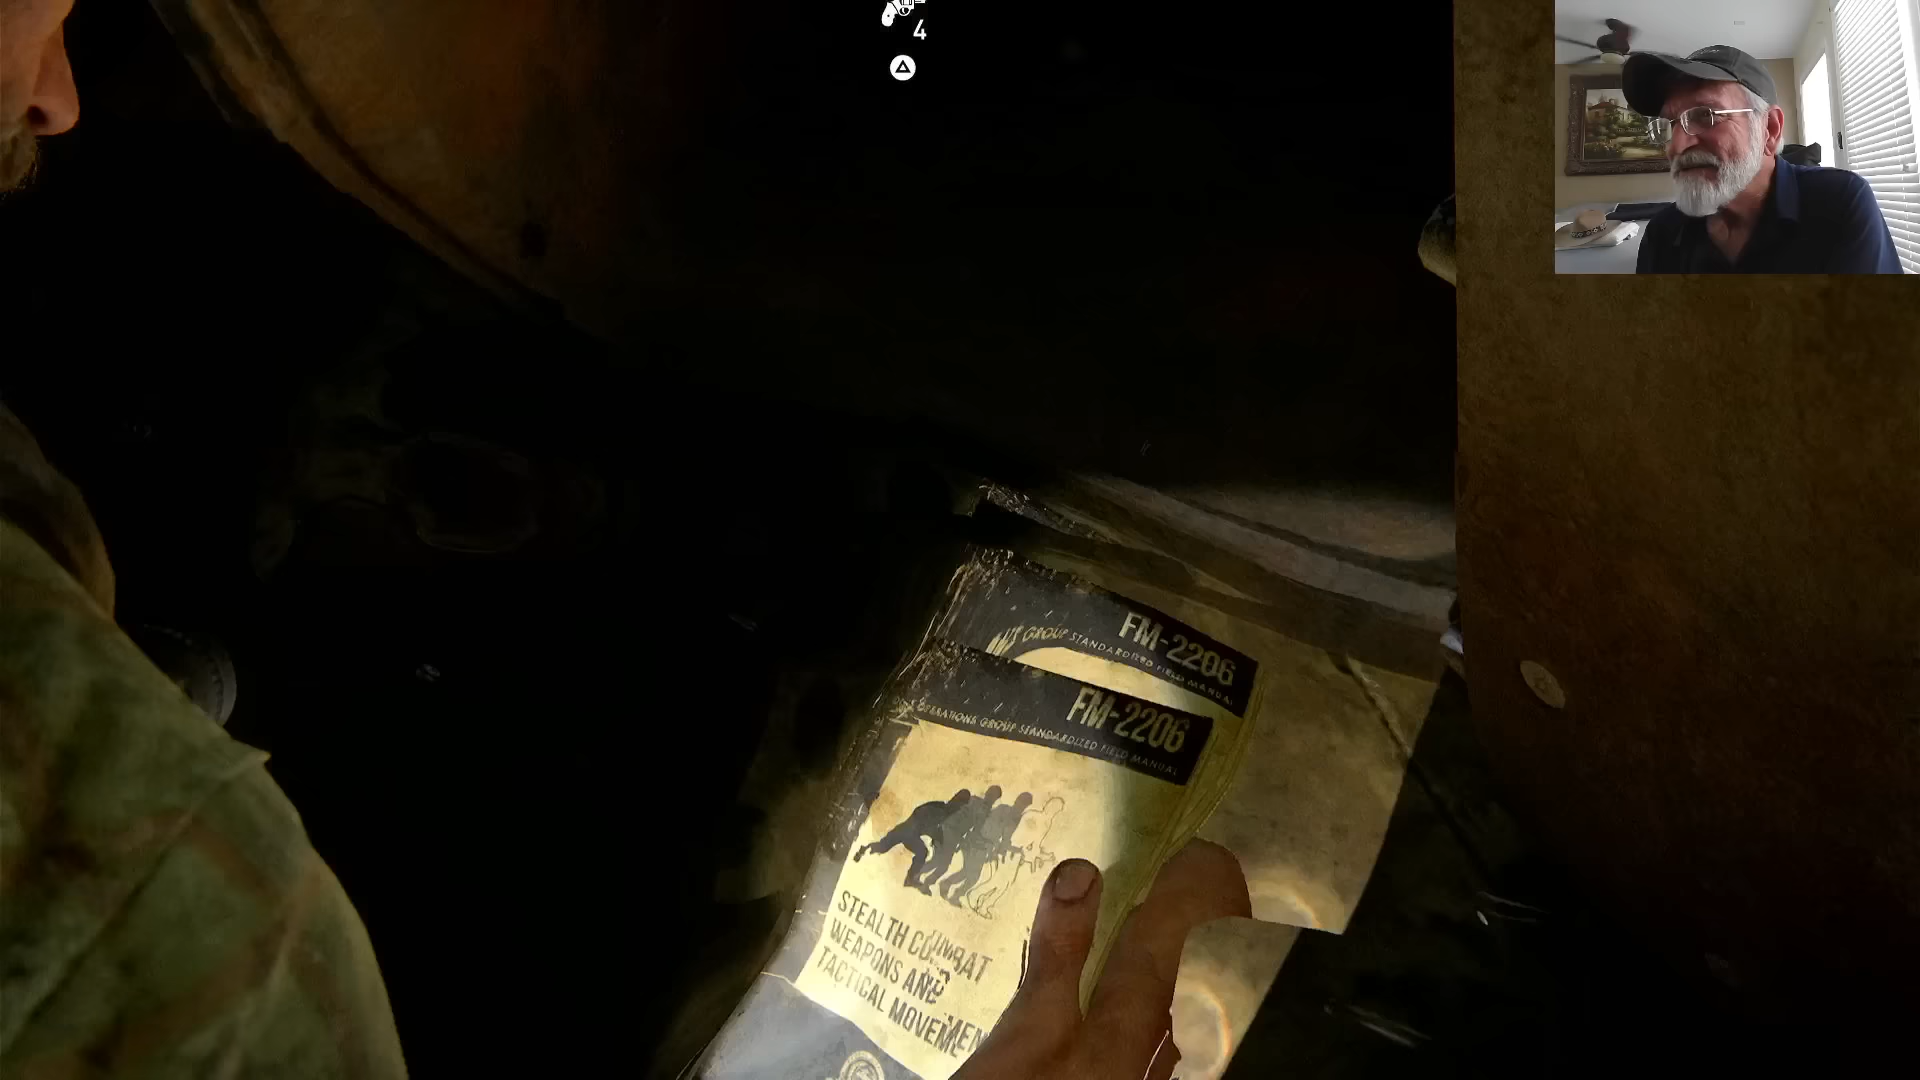 4
FM-2206
GROUP STANDARDIZED FIELD MANUAL
FM-2206
OPERATIONS GROUP STANDARDIZED FIELD MANUAL
STEALTH COMBAT
WEAPONS AND
TACTICAL MOVEMEN